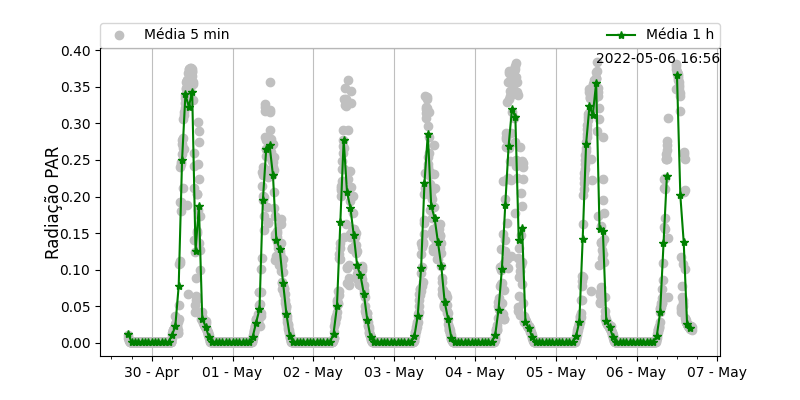 Média 5 min
Média 1 h
2022-05-06 16:56
Radiação PAR
0.40
0.35
0.30
0.25
0.20
0.15
0.10
0.05
0.00
30 - Apr
01 - May
02 - May
03 - May
04 - May
05 - May
06 - May
07 - May